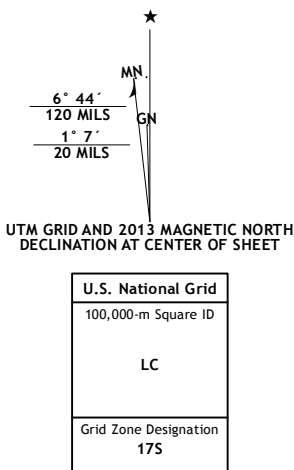 ★
MN
6° 44´
120 MILS
GN
1° 7´
20 MILS
UTM GRID AND 2013 MAGNETIC NORTH
DECLINATION AT CENTER OF SHEET
U.S. National Grid
100,000-m Square ID
LC
Grid Zone Designation
17S